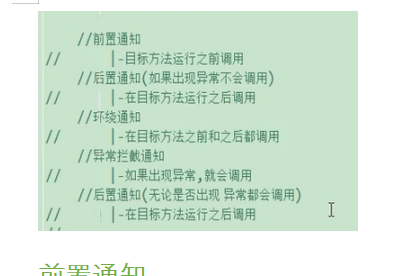 //前置通知
// |-目标方法运行之前调用
//后置通知(如果出现异常不会调用)
// |-在目标方法运行之后调用
//环绕通知
// |-在目标方法之前和之后都调用
//异常拦截通知
// |-如果出现异常,就会调用
//后置通知(无论是否出现 异常都会调用)
// |-在目标方法运行之后调用
//
前置通知